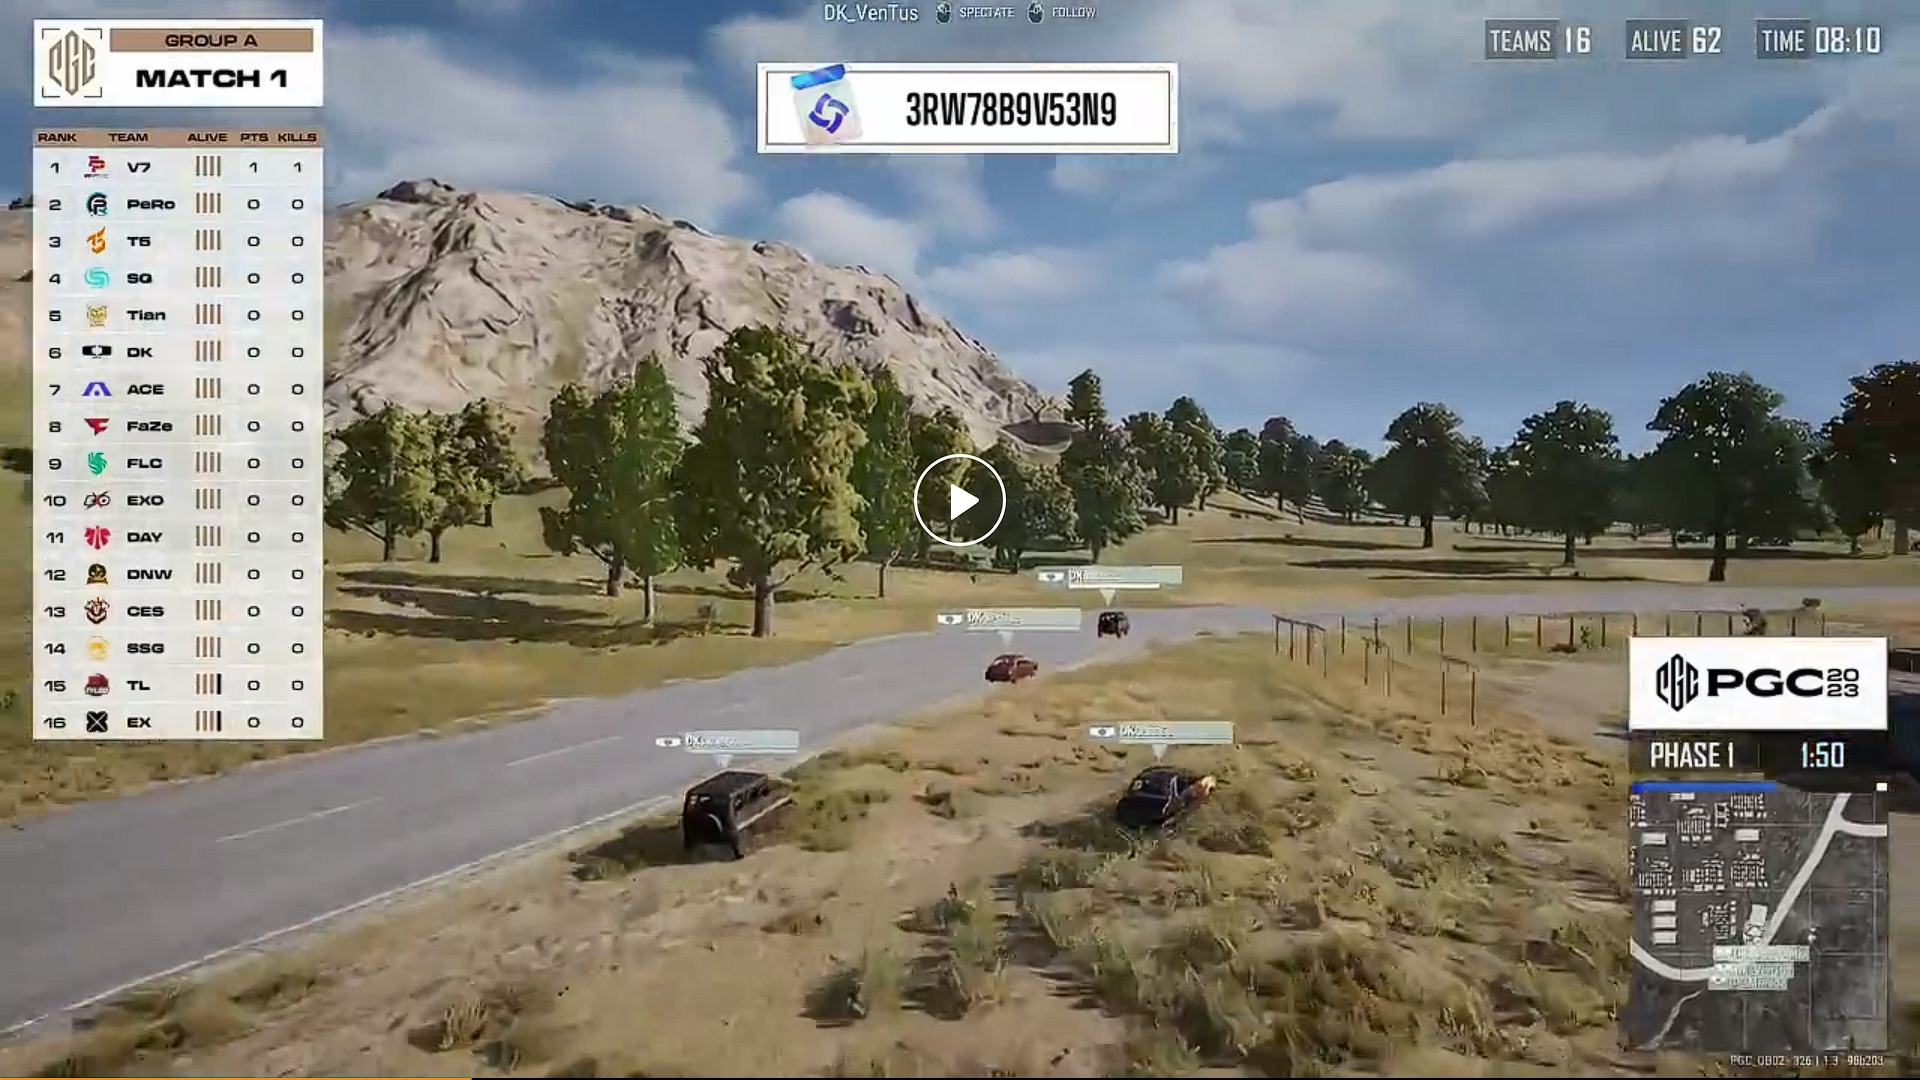 DK_VenTus SPECTATE FOLLOW
GROUP A
MATCH 1
TEAMS 16 ALIVE 62 TIME 08:10
3RW78B9V53N9
RANK TEAM ALIVE PTS KILLS
1 V7 1 1
2 PeRo 0 0
3 T5 0 0
4 SQ 0 0
5 Tian 0 0
6 DK 0 0
7 ACE 0 0
8 FaZe 0 0
9 FLC 0 0
10 EXO 0 0
11 DAY 0 0
12 DNW 0 0
13 CES 0 0
14 SSG 0 0
15 TL 0 0
16 EX 0 0
PGC 2023
PHASE 1 1:50